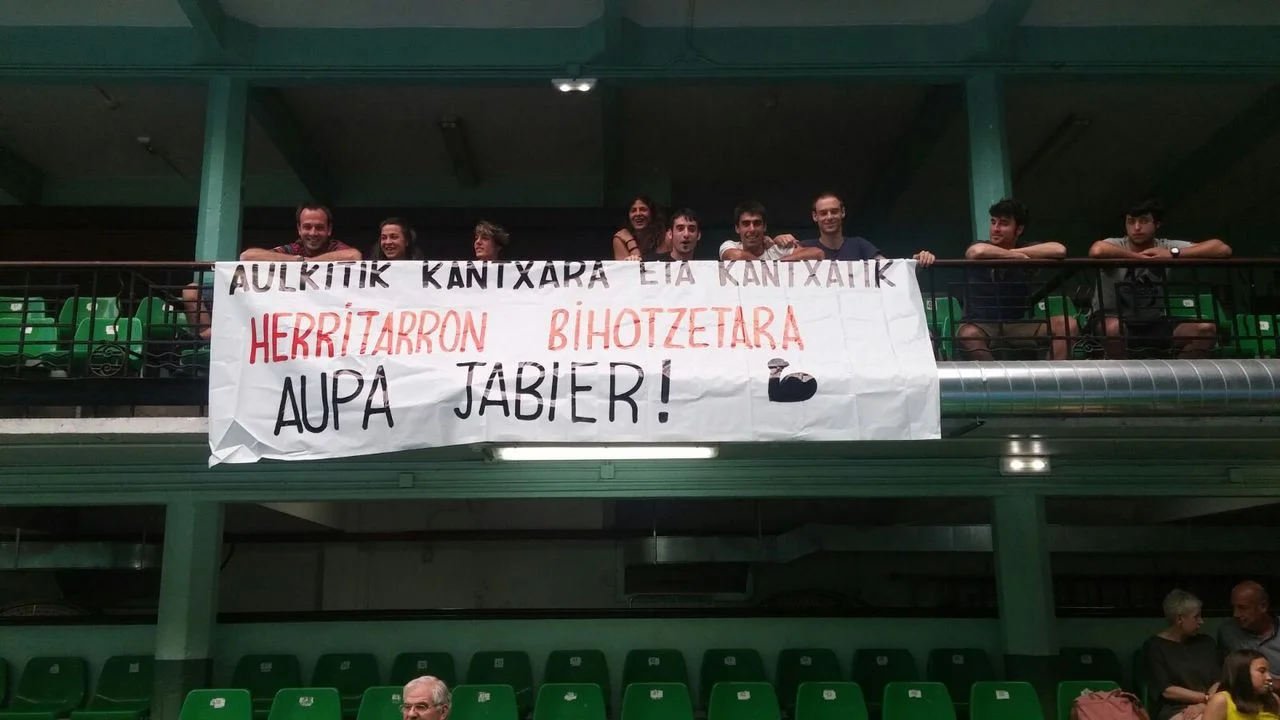 AULKITIK KANTXARA ETA KANTXATIK
HERRITARRON BIHOTZETARA
AUPA JABIER!